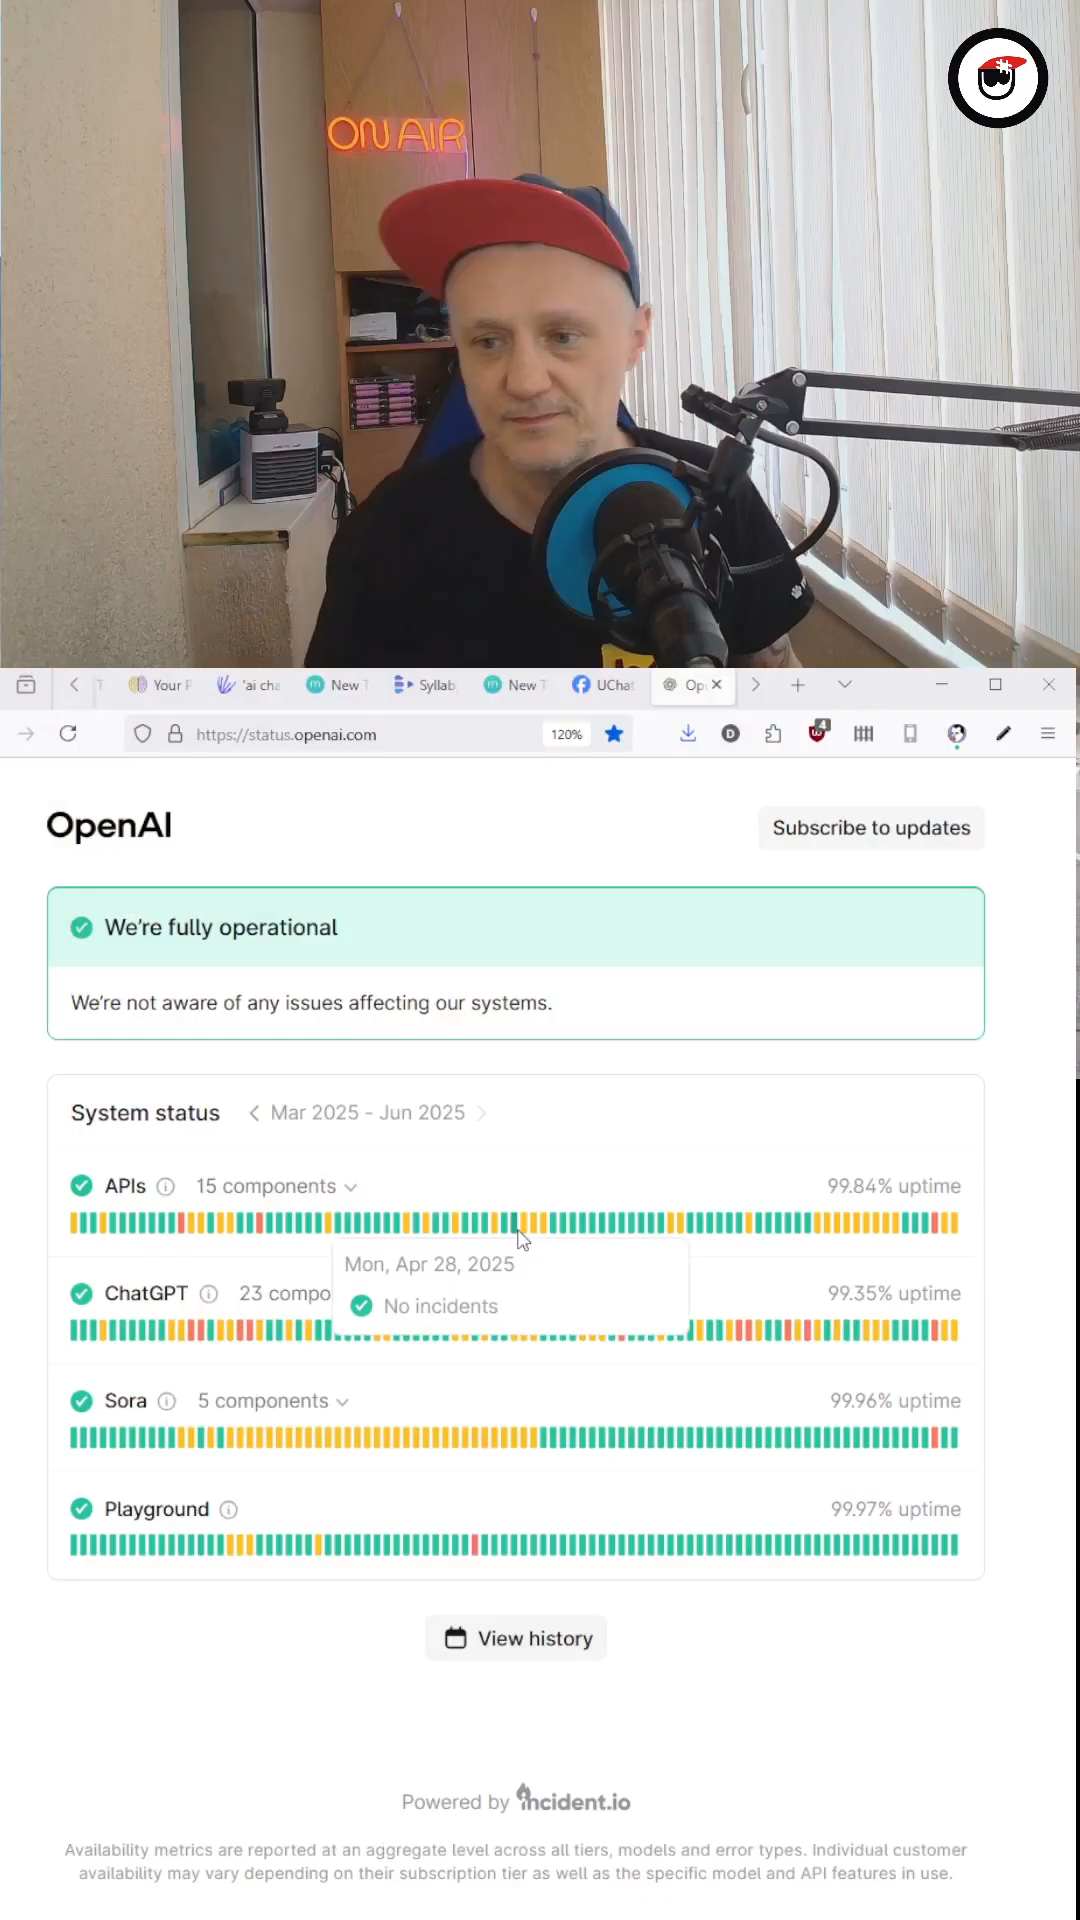 ON AIR
Your P
'ai cha
New T
Syllab
New T
UChat
Op
https://status.openai.com
120%
D
4
OpenAI
Subscribe to updates
We're fully operational
We're not aware of any issues affecting our systems.
System status
Mar 2025 - Jun 2025
APIs
15 components
99.84% uptime
Mon, Apr 28, 2025
No incidents
ChatGPT
23 compo
99.35% uptime
Sora
5 components
99.96% uptime
Playground
99.97% uptime
View history
Powered by incident.io
Availability metrics are reported at an aggregate level across all tiers, models and error types. Individual customer
availability may vary depending on their subscription tier as well as the specific model and API features in use.